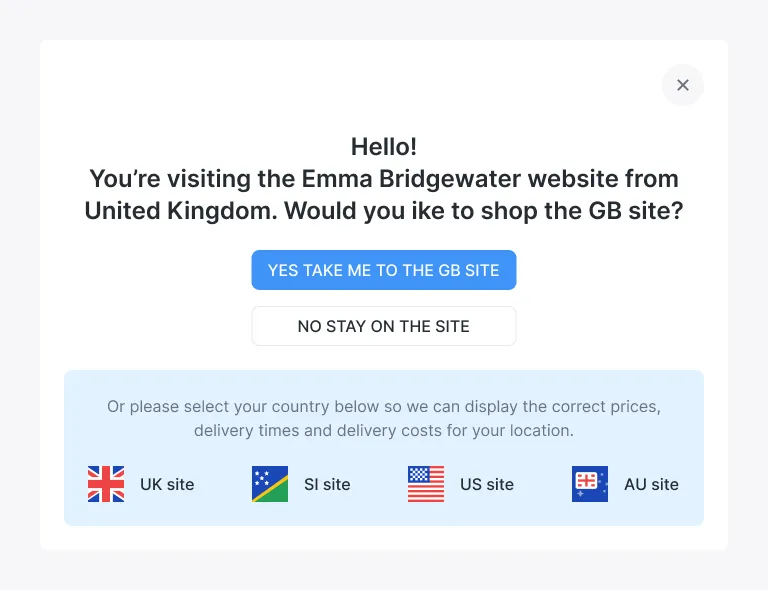 Hello!
You’re visiting the Emma Bridgewater website from
United Kingdom. Would you ike to shop the GB site?
YES TAKE ME TO THE GB SITE
NO STAY ON THE SITE
Or please select your country below so we can display the correct prices,
delivery times and delivery costs for your location.
UK site
SI site
US site
AU site